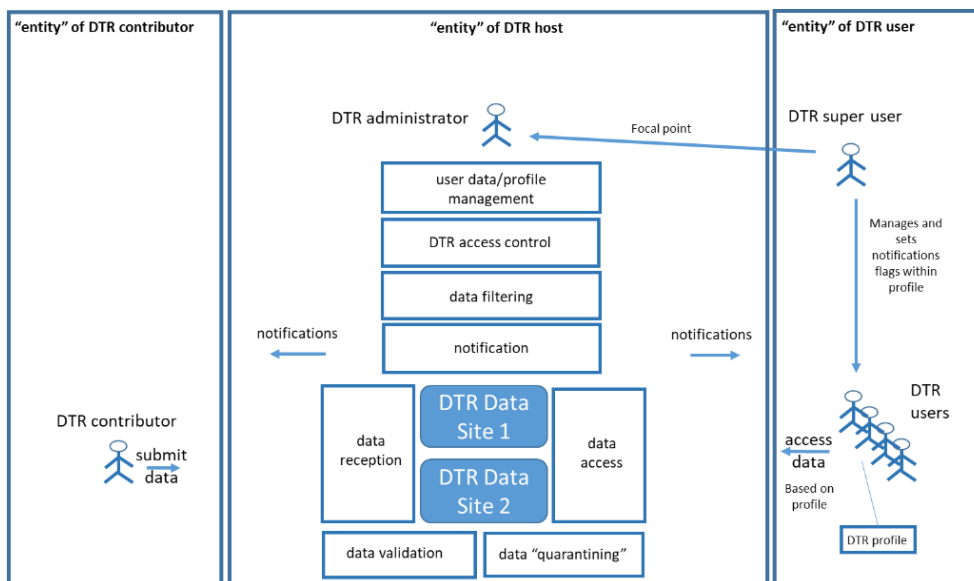 “entity” of DTR contributor
“entity” of DTR host
“entity” of DTR user
DTR administrator
Focal point
DTR super user
user data/profile
management
DTR access control
data filtering
notification
notifications
notifications
Manages and
sets
notifications
flags within
profile
DTR contributor
submit
data
data
reception
DTR Data
Site 1
DTR Data
Site 2
data
access
data validation
data “quarantining”
DTR
users
access
data
Based on
profile
DTR profile